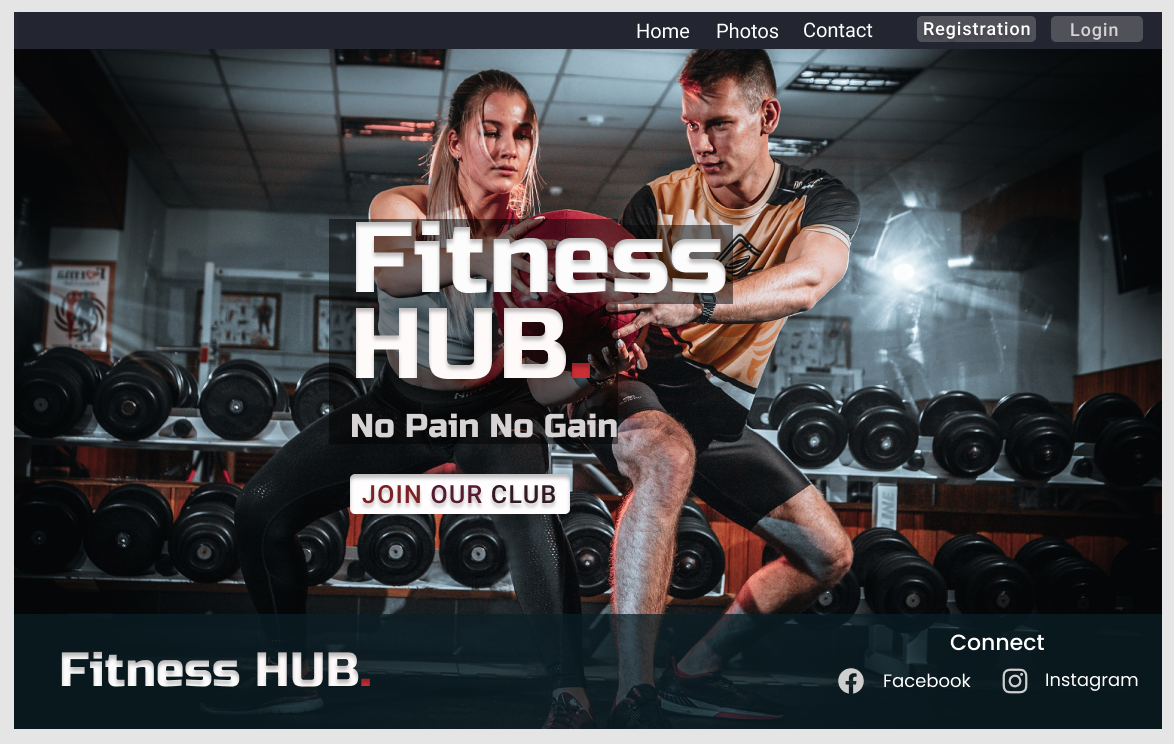 Home Photos Contact Registration Login
Fitness
HUB.
No Pain No Gain
JOIN OUR CLUB
Fitness HUB.
Connect
Facebook Instagram